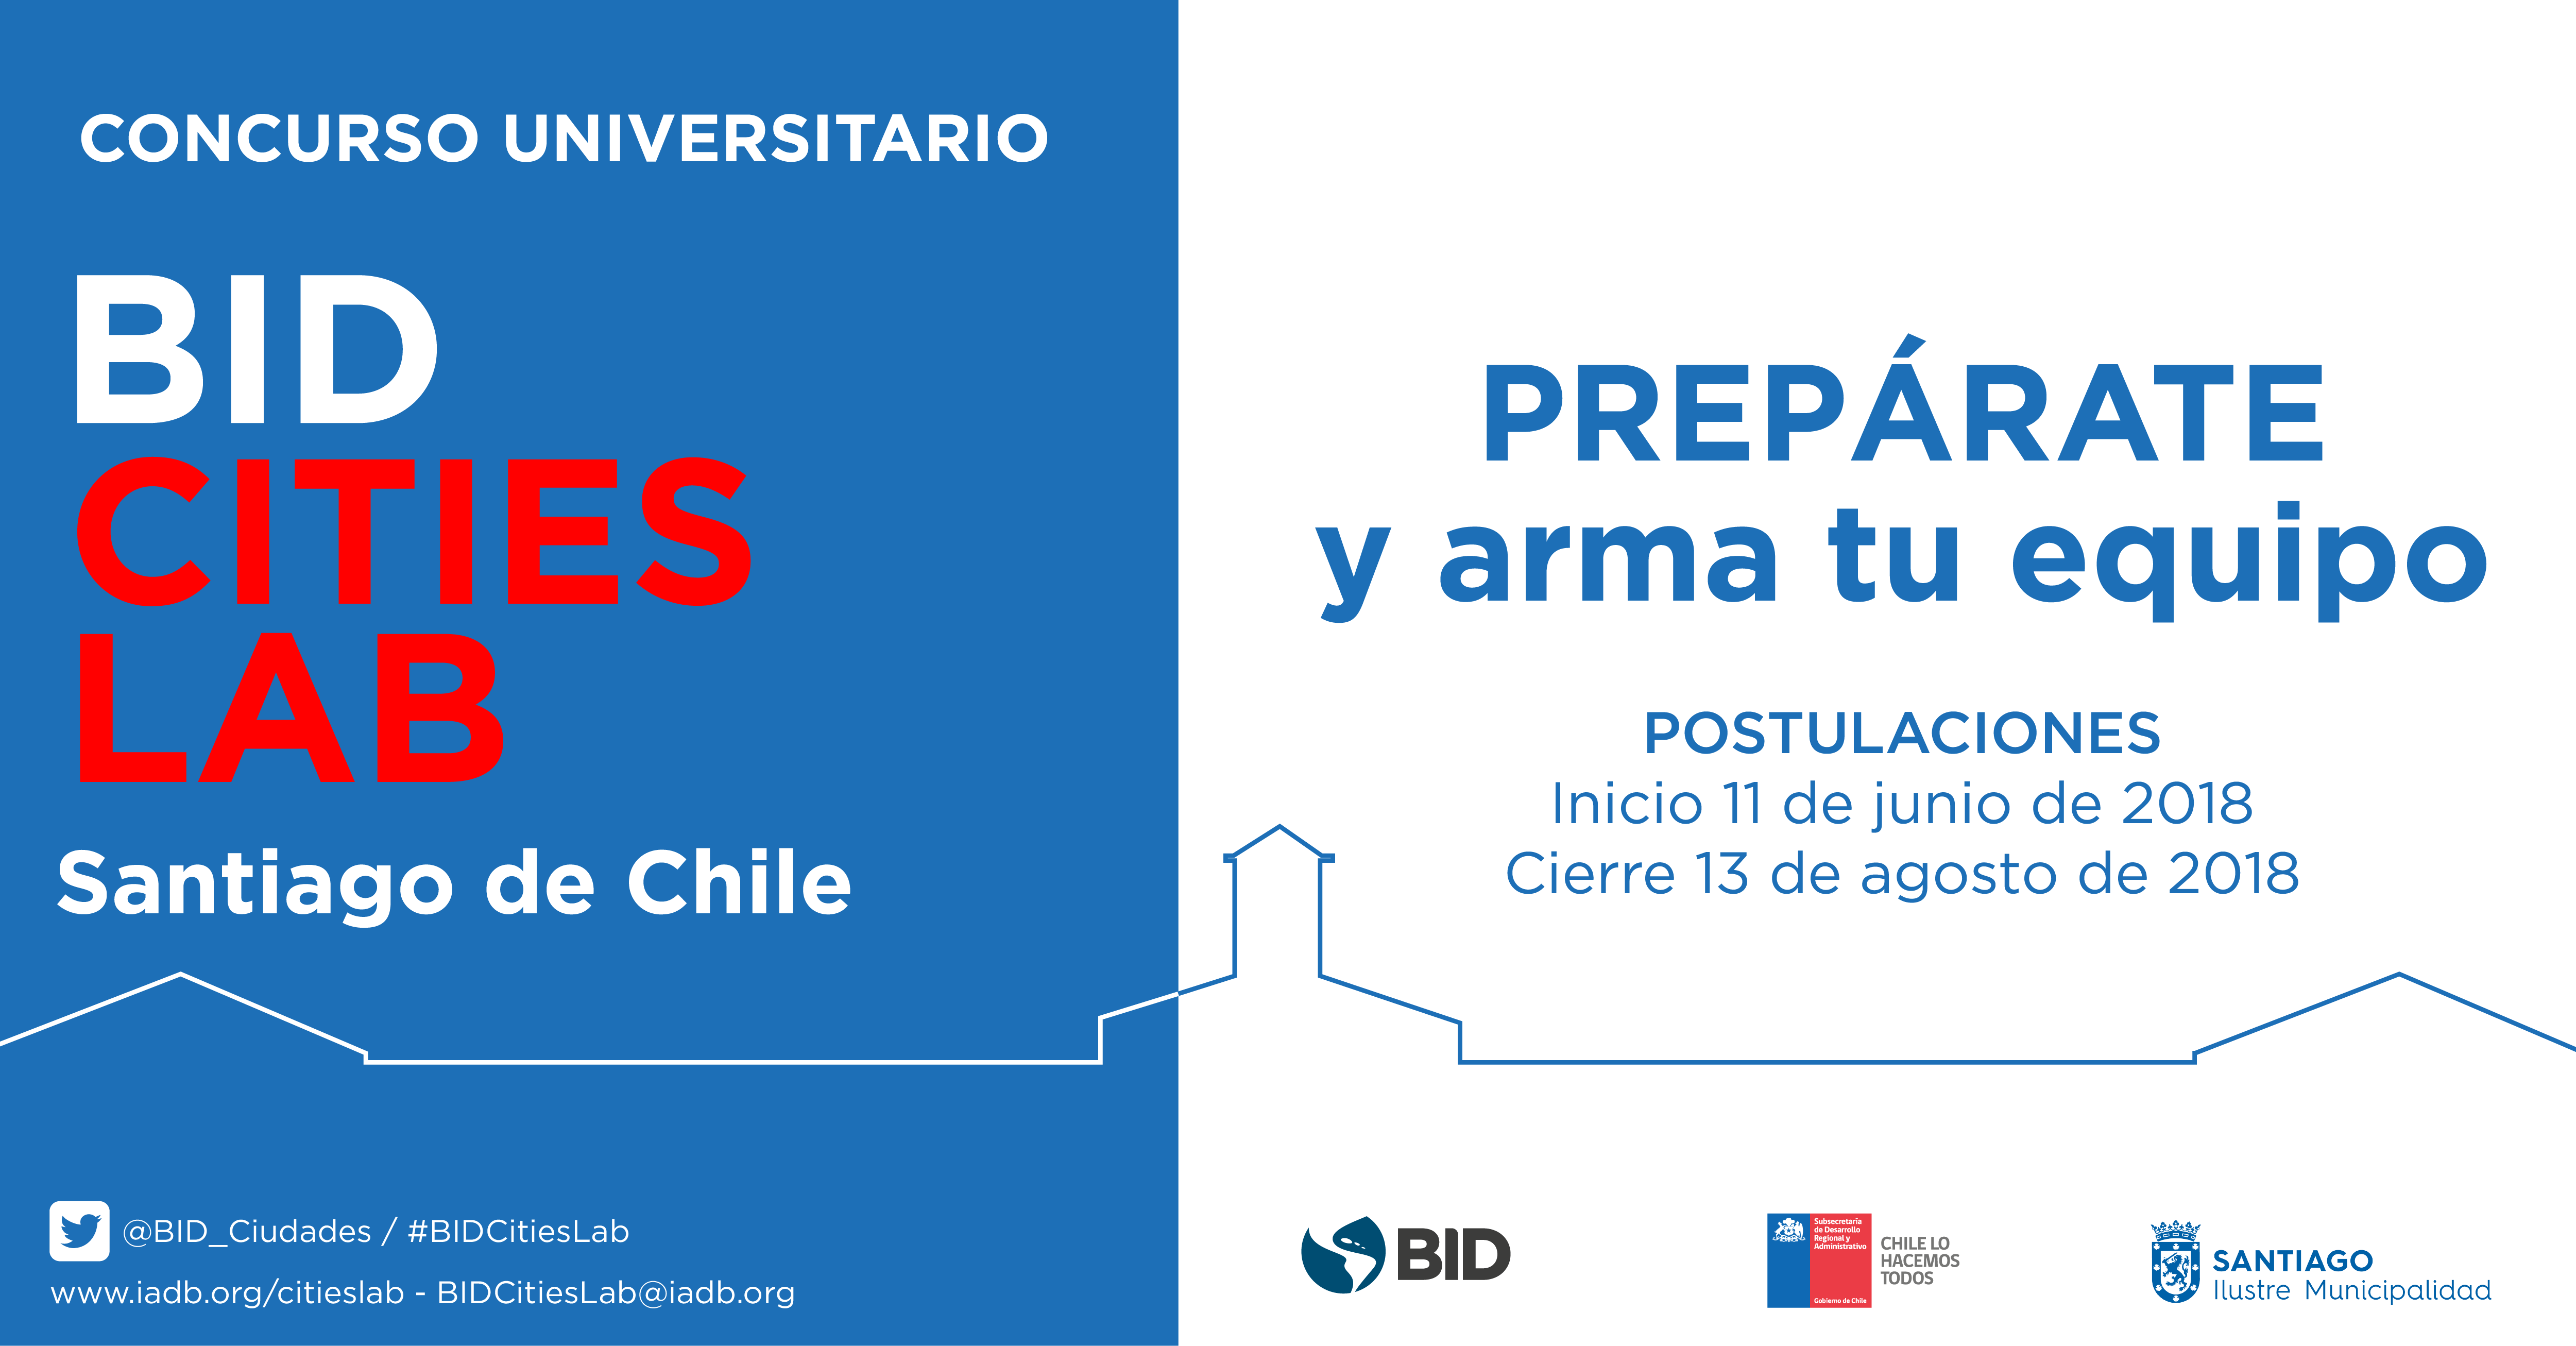 CONCURSO UNIVERSITARIO
BID
CITIES
LAB
Santiago de Chile
@BID_Ciudades / #BIDCitiesLab
www.iadb.org/citieslab - BIDCitiesLab@iadb.org
PREPÁRATE
y arma tu equipo
POSTULACIONES
Inicio 11 de junio de 2018
Cierre 13 de agosto de 2018
BID
Subsecretaría
de Desarrollo
Regional y
Administrativo
Gobierno de Chile
CHILE LO
HACEMOS
TODOS
SANTIAGO
Ilustre Municipalidad